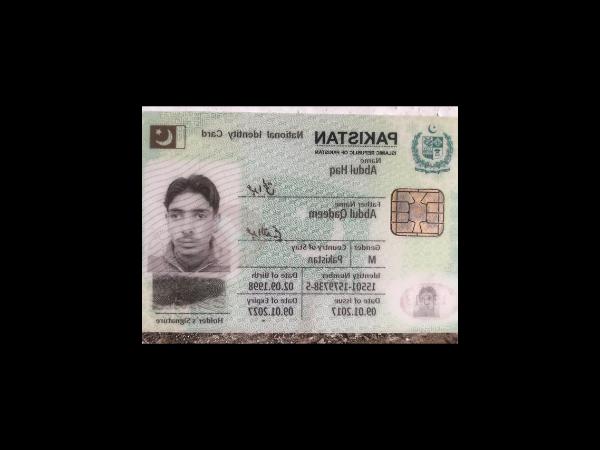 PAKISTAN National Identity Card
ISLAMIC REPUBLIC OF PAKISTAN
Name
Abdul Haq
Father Name
Abdul Qadeem
Gender Country of Stay
M Pakistan
Identity Number Date of Birth
15501-1579738-5 02.09.1998
Date of Issue Date of Expiry
09.01.2017 09.01.2027
Holder's Signature